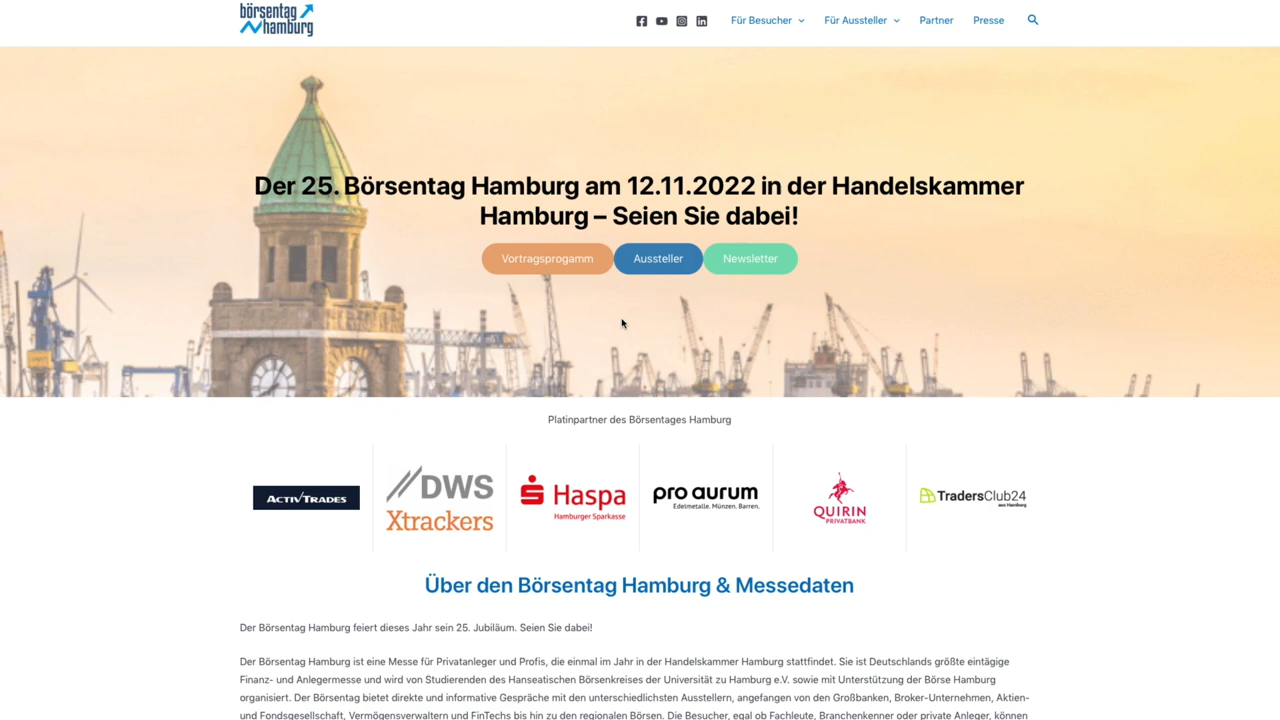 börsentag
hamburg
Für Besucher
Für Aussteller
Partner
Presse
Der 25. Börsentag Hamburg am 12.11.2022 in der Handelskammer
Hamburg – Seien Sie dabei!
Vortragsprogamm
Aussteller
Newsletter
Platinpartner des Börsentages Hamburg
ACTIVTRADES
DWS
Xtrackers
Haspa
Hamburger Sparkasse
pro aurum
Edelmetalle. Münzen. Barren.
QUIRIN
PRIVATBANK
TradersClub24
aus Hamburg
Über den Börsentag Hamburg & Messedaten
Der Börsentag Hamburg feiert dieses Jahr sein 25. Jubiläum. Seien Sie dabei!
Der Börsentag Hamburg ist eine Messe für Privatanleger und Profis, die einmal im Jahr in der Handelskammer Hamburg stattfindet. Sie ist Deutschlands größte eintägige
Finanz- und Anlegermesse und wird von Studierenden des Hanseatischen Börsenkreises der Universität zu Hamburg e.V. sowie mit Unterstützung der Börse Hamburg
organisiert. Der Börsentag bietet direkte und informative Gespräche mit den unterschiedlichsten Ausstellern, angefangen von den Großbanken, Broker-Unternehmen, Aktien-
und Fondsgesellschaft, Vermögensverwaltern und FinTechs bis hin zu den regionalen Börsen. Die Besucher, egal ob Fachleute, Branchenkenner oder private Anleger, können